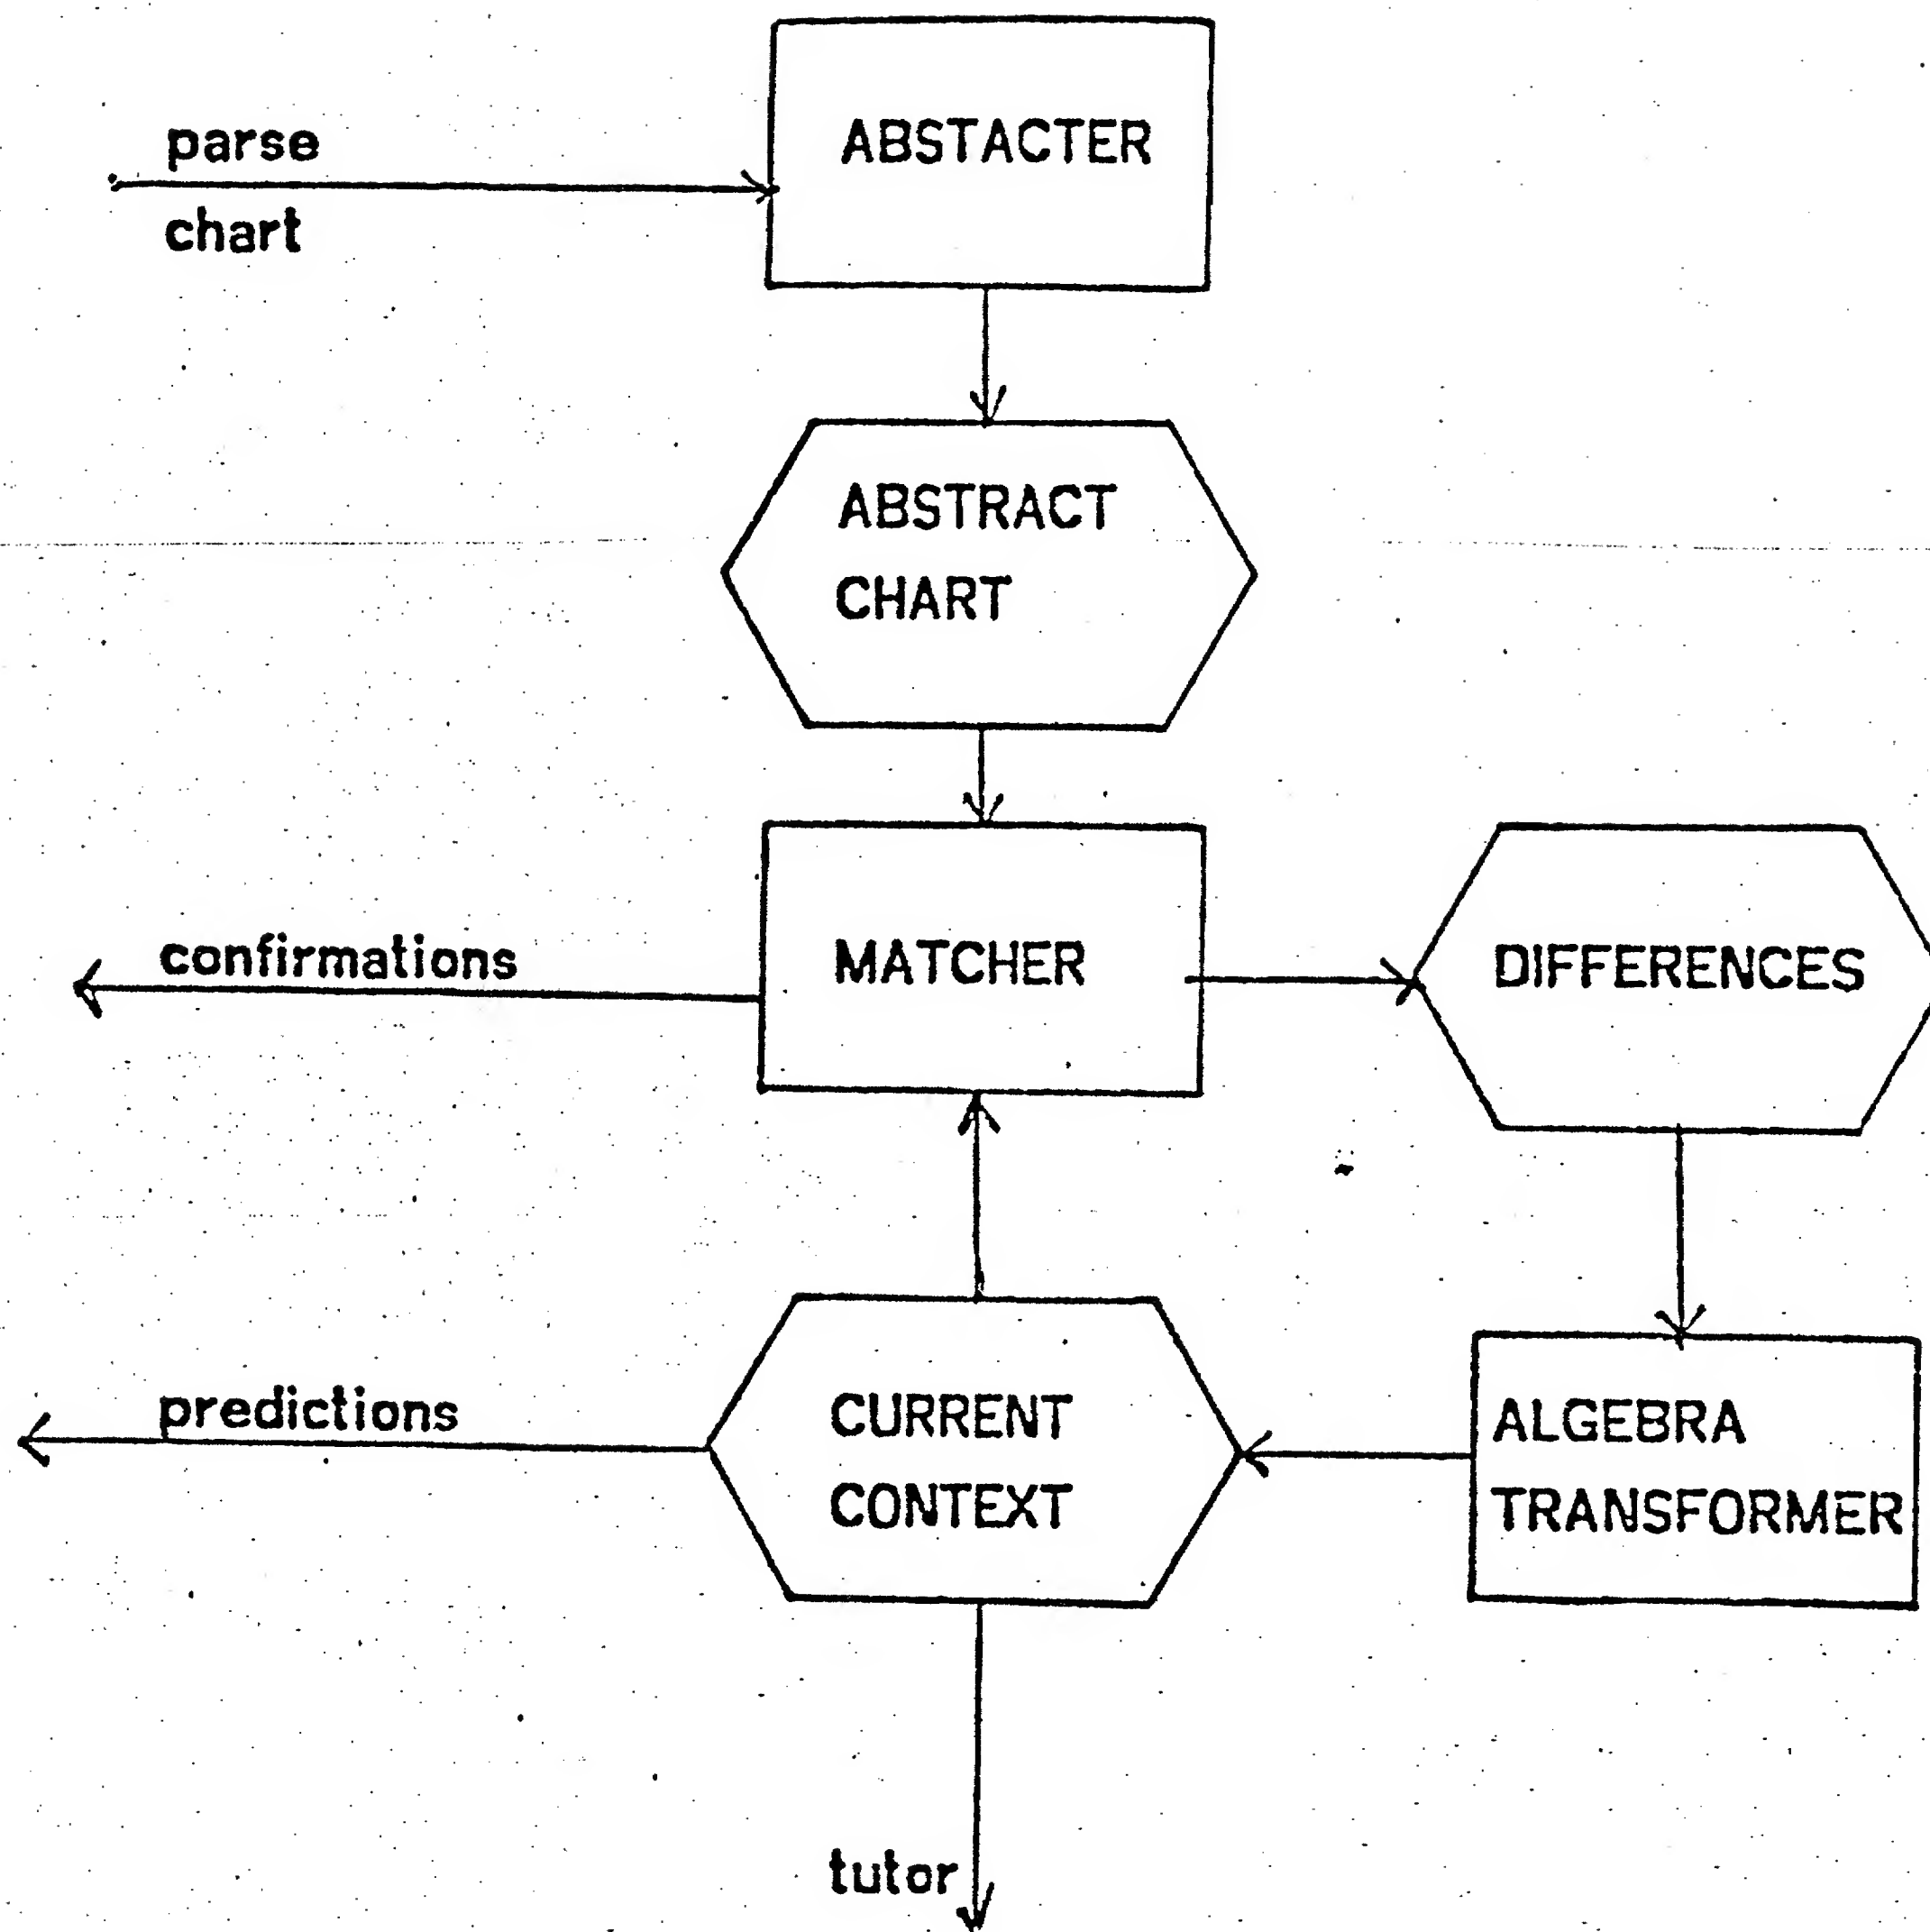 parse
chart
ABSTACTER
ABSTRACT
CHART
confirmations
MATCHER
DIFFERENCES
predictions
CURRENT
CONTEXT
ALGEBRA
TRANSFORMER
tutor